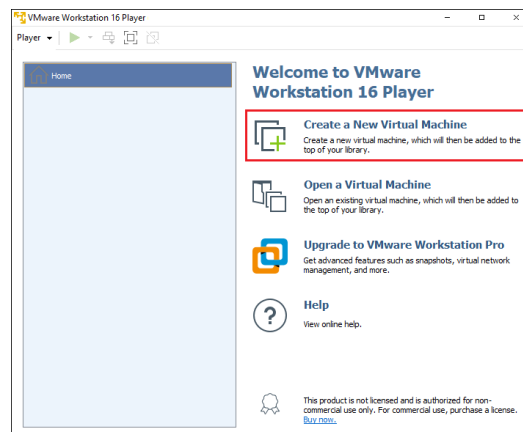 VMware Workstation 16 Player
Player
Home
Welcome to VMware
Workstation 16 Player
Create a New Virtual Machine
Create a new virtual machine, which will then be added to the
top of your library.
Open a Virtual Machine
Open an existing virtual machine, which will then be added to
the top of your library.
Upgrade to VMware Workstation Pro
Get advanced features such as snapshots, virtual network
management, and more.
Help
View online help.
This product is not licensed and is authorized for non-
commercial use only. For commercial use, purchase a license.
Buy now.